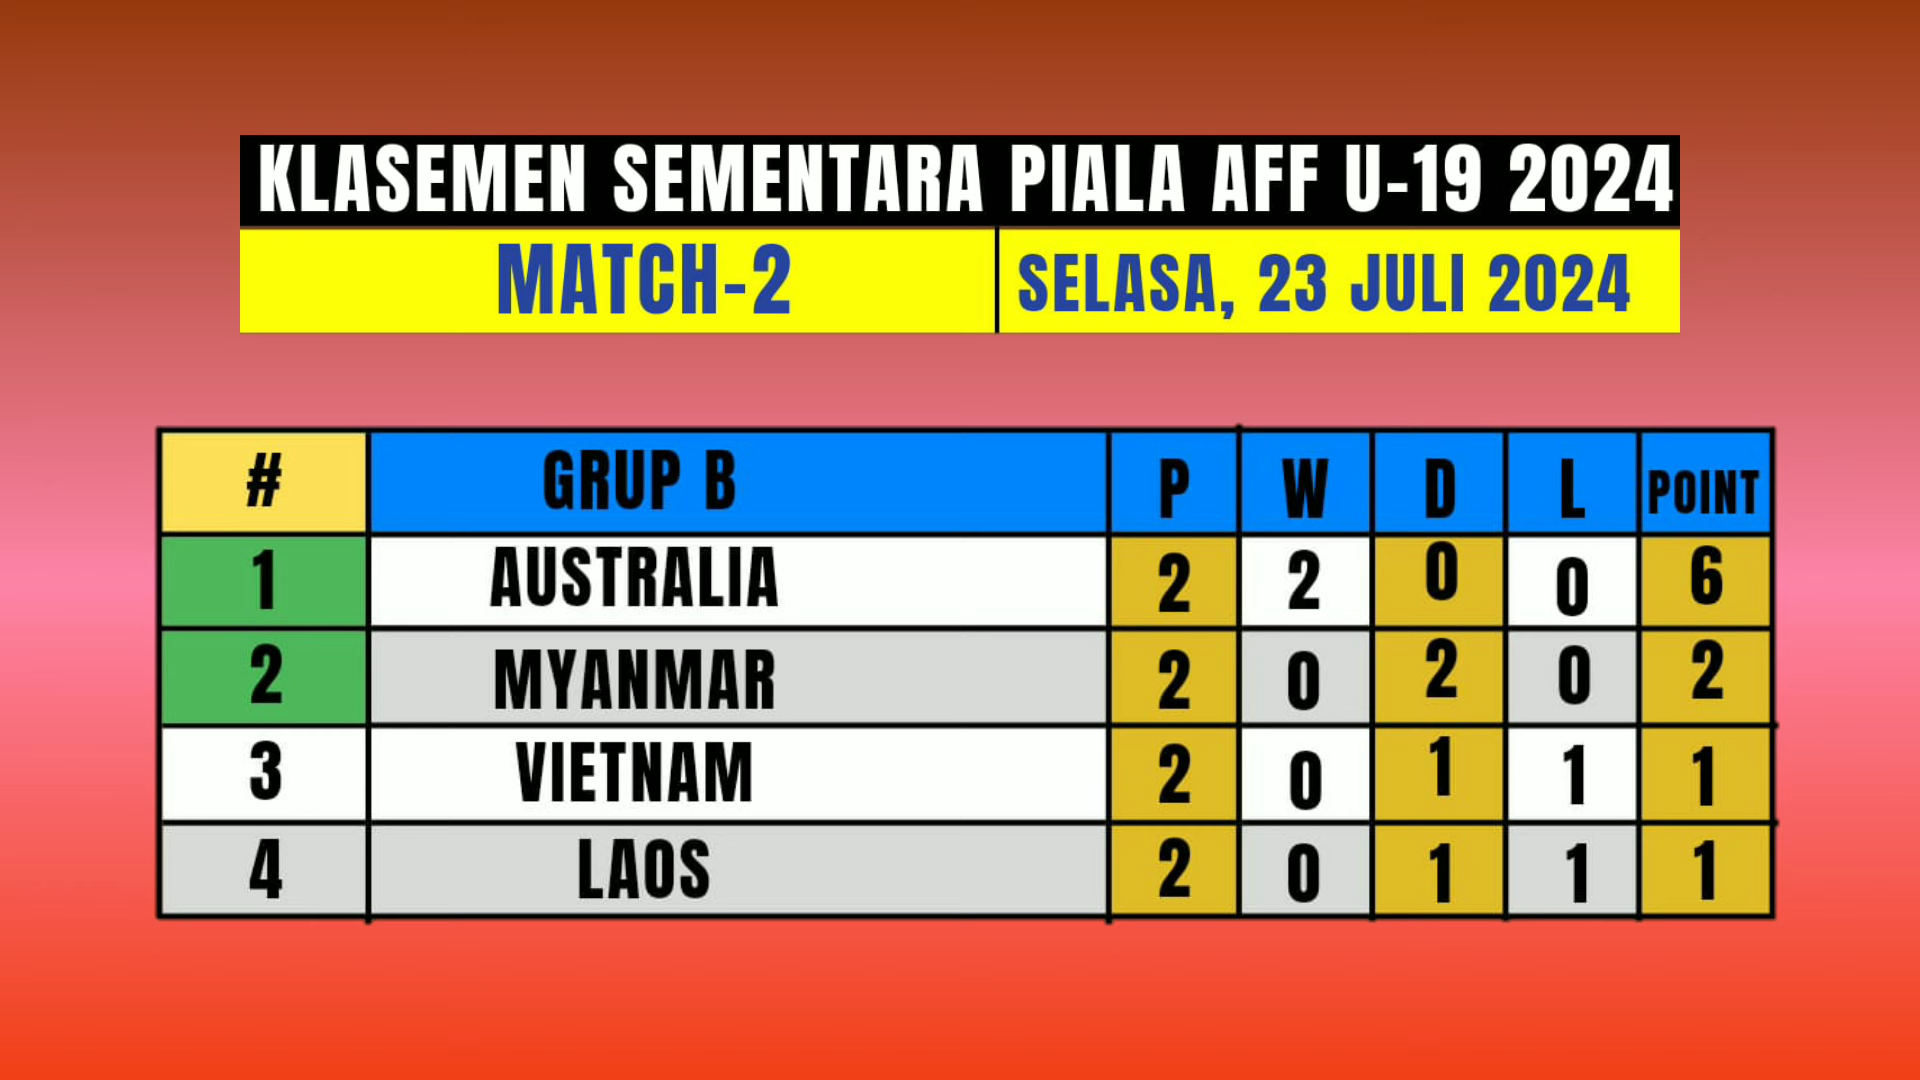 KLASEMEN SEMENTARA PIALA AFF U-19 2024
MATCH-2 SELASA, 23 JULI 2024
# GRUP B P W D L POINT
1 AUSTRALIA 2 2 0 0 6
2 MYANMAR 2 0 2 0 2
3 VIETNAM 2 0 1 1 1
4 LAOS 2 0 1 1 1